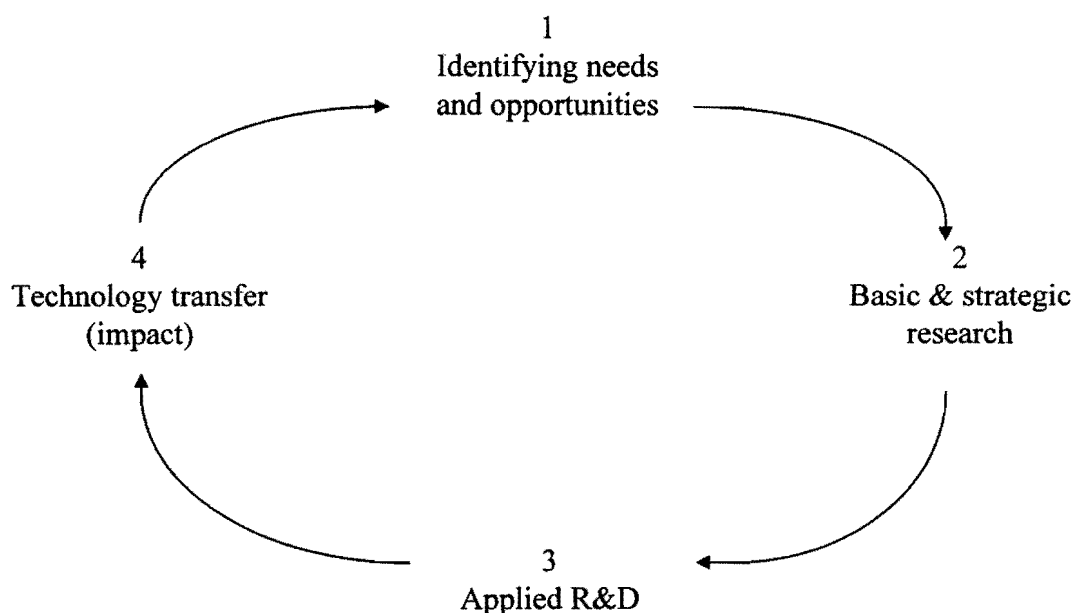 1
Identifying needs
and opportunities
2
Basic & strategic
research
3
Applied R&D
4
Technology transfer
(impact)